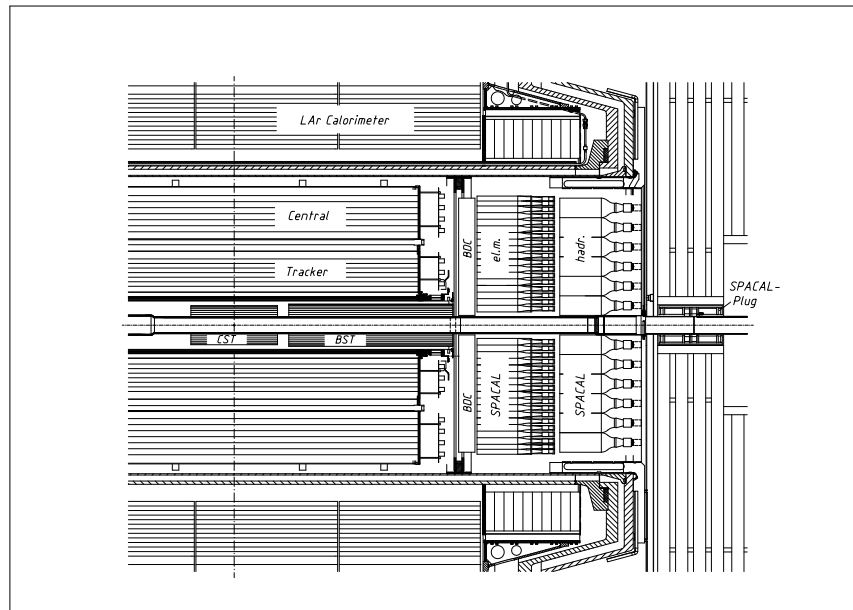 LAr Calorimeter
Central
Tracker
BDC
el.m.
hadr.
SPACAL-
Plug
CST
BST
BDC
SPACAL
SPACAL